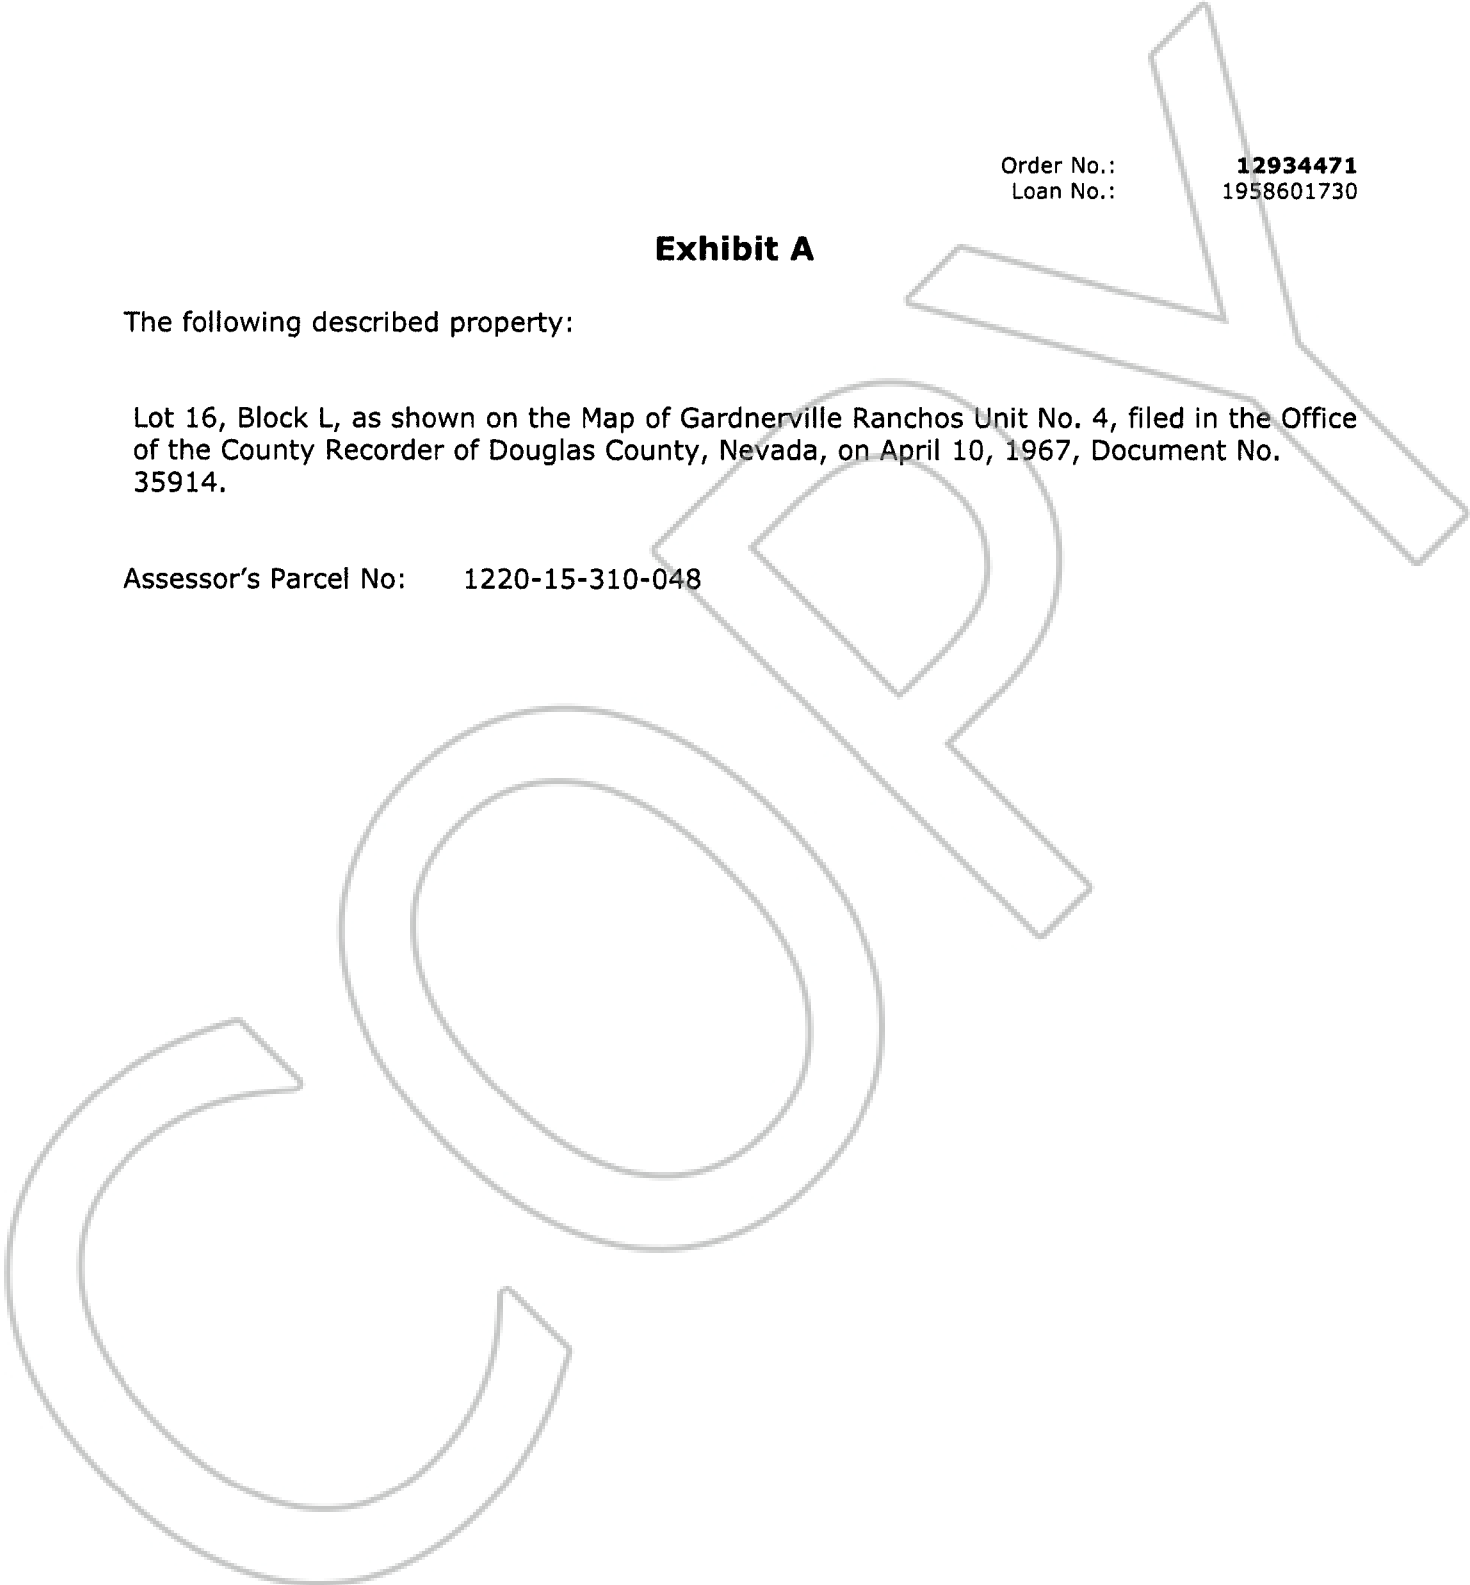 Order No.: 12934471
Loan No.: 1958601730
Exhibit A
The following described property:
Lot 16, Block L, as shown on the Map of Gardnerville Ranchos Unit No. 4, filed in the Office
of the County Recorder of Douglas County, Nevada, on April 10, 1967, Document No.
35914.
Assessor's Parcel No: 1220-15-310-048
COPY